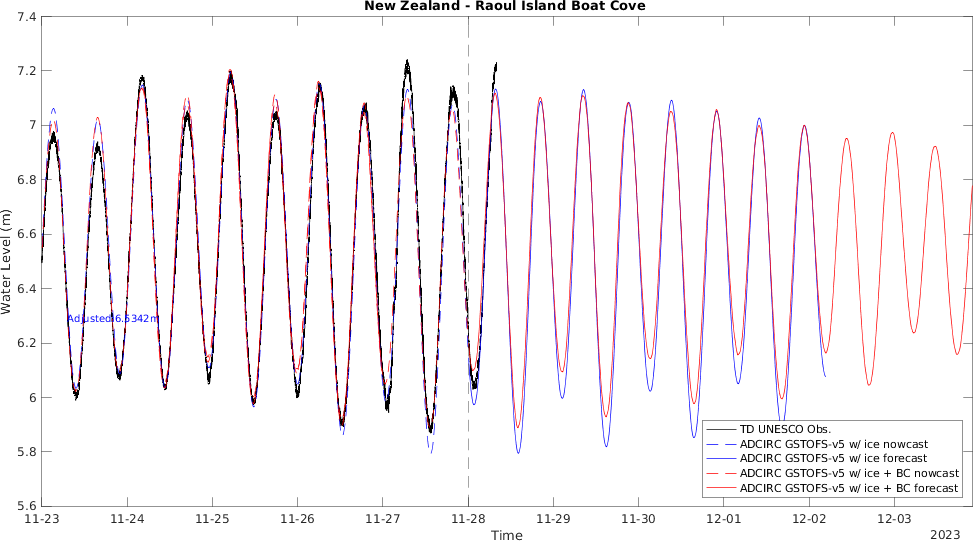 New Zealand - Raoul Island Boat Cove
7.4
7.2
7
6.8
6.6
6.4
6.2
6
5.8
5.6
Water Level (m)
Adjusted 6.5342m
TD UNESCO Obs.
ADCIRC GSTOFS-v5 w/ ice nowcast
ADCIRC GSTOFS-v5 w/ ice forecast
ADCIRC GSTOFS-v5 w/ ice + BC nowcast
ADCIRC GSTOFS-v5 w/ ice + BC forecast
11-23 11-24 11-25 11-26 11-27 11-28 11-29 11-30 12-01 12-02 12-03
Time
2023